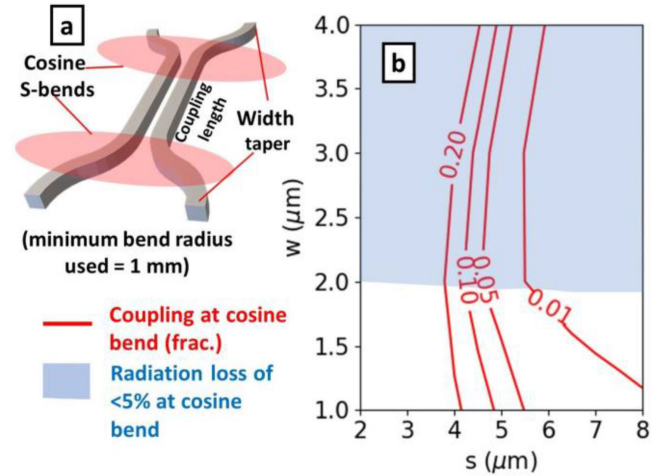 a
Cosine
S-bends
Coupling
length
Width
taper
(minimum bend radius
used = 1 mm)
Coupling at cosine
bend (frac.)
Radiation loss of
<5% at cosine
bend
b
4.0
3.5
3.0
2.5
2.0
1.5
1.0
w (μm)
0.20
0.10
0.05
0.01
2 3 4 5 6 7 8
s (μm)